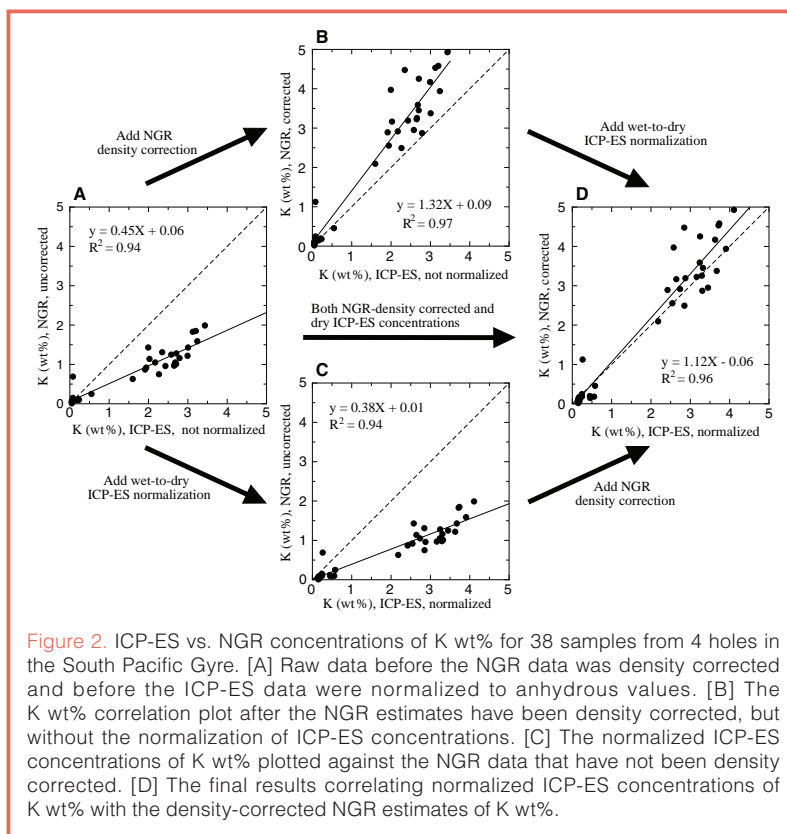 B
5
4
3
2
1
0
K (wt%), NGR, corrected
y = 1.32X + 0.09
R² = 0.97
0 1 2 3 4 5
K (wt%), ICP-ES, not normalized
Add NGR
density correction
Add wet-to-dry
ICP-ES normalization
A
5
4
3
2
1
0
K (wt%), NGR, uncorrected
y = 0.45X + 0.06
R² = 0.94
0 1 2 3 4 5
K (wt%), ICP-ES, not normalized
Both NGR-density corrected and
dry ICP-ES concentrations
D
5
4
3
2
1
0
K (wt%), NGR, corrected
y = 1.12X - 0.06
R² = 0.96
0 1 2 3 4 5
K (wt%), ICP-ES, normalized
C
5
4
3
2
1
0
K (wt%), NGR, uncorrected
y = 0.38X + 0.01
R² = 0.94
0 1 2 3 4 5
K (wt%), ICP-ES, normalized
Add wet-to-dry
ICP-ES normalization
Add NGR
density correction
Figure 2. ICP-ES vs. NGR concentrations of K wt% for 38 samples from 4 holes in
the South Pacific Gyre. [A] Raw data before the NGR data was density corrected
and before the ICP-ES data were normalized to anhydrous values. [B] The
K wt% correlation plot after the NGR estimates have been density corrected, but
without the normalization of ICP-ES concentrations. [C] The normalized ICP-ES
concentrations of K wt% plotted against the NGR data that have not been density
corrected. [D] The final results correlating normalized ICP-ES concentrations of
K wt% with the density-corrected NGR estimates of K wt%.